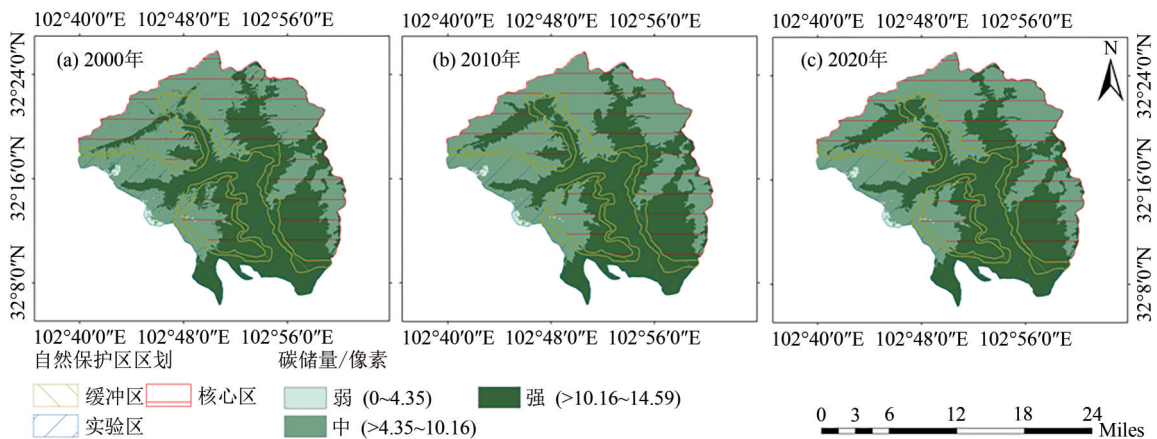 102°40′0″E 102°48′0″E 102°56′0″E 102°40′0″E 102°48′0″E 102°56′0″E 102°40′0″E 102°48′0″E 102°56′0″E
32°24′0″N 32°16′0″N 32°8′0″N
(a) 2000年
(b) 2010年
(c) 2020年
N
32°24′0″N 32°16′0″N 32°8′0″N
102°40′0″E 102°48′0″E 102°56′0″E 102°40′0″E 102°48′0″E 102°56′0″E 102°40′0″E 102°48′0″E 102°56′0″E
自然保护区区划 碳储量/像素
缓冲区 核心区 弱 (0~4.35) 强 (>10.16~14.59)
实验区 中 (>4.35~10.16)
0 3 6 12 18 24
Miles